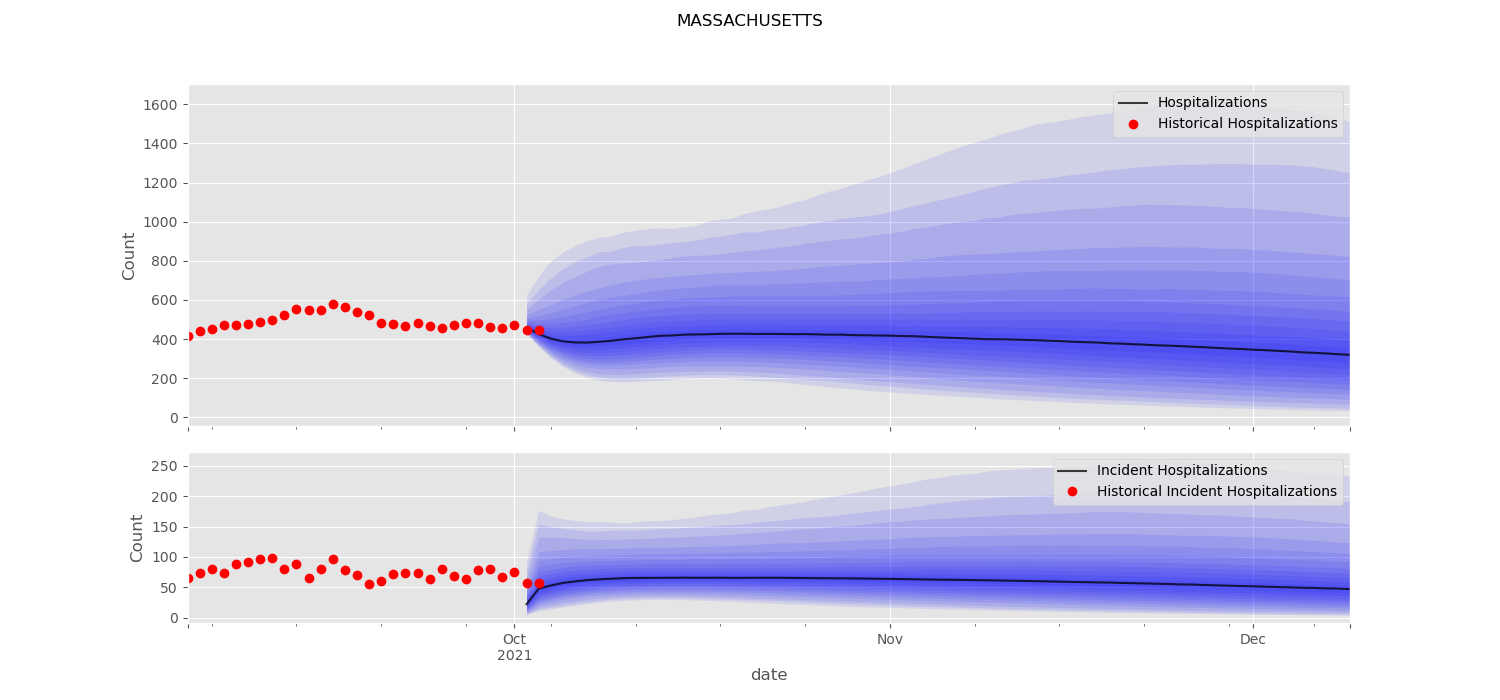 MASSACHUSETTS
1600
1400
1200
1000
800
600
400
200
0
Count
Hospitalizations
Historical Hospitalizations
250
200
150
100
50
0
Count
Incident Hospitalizations
Historical Incident Hospitalizations
Oct
2021
Nov
Dec
date